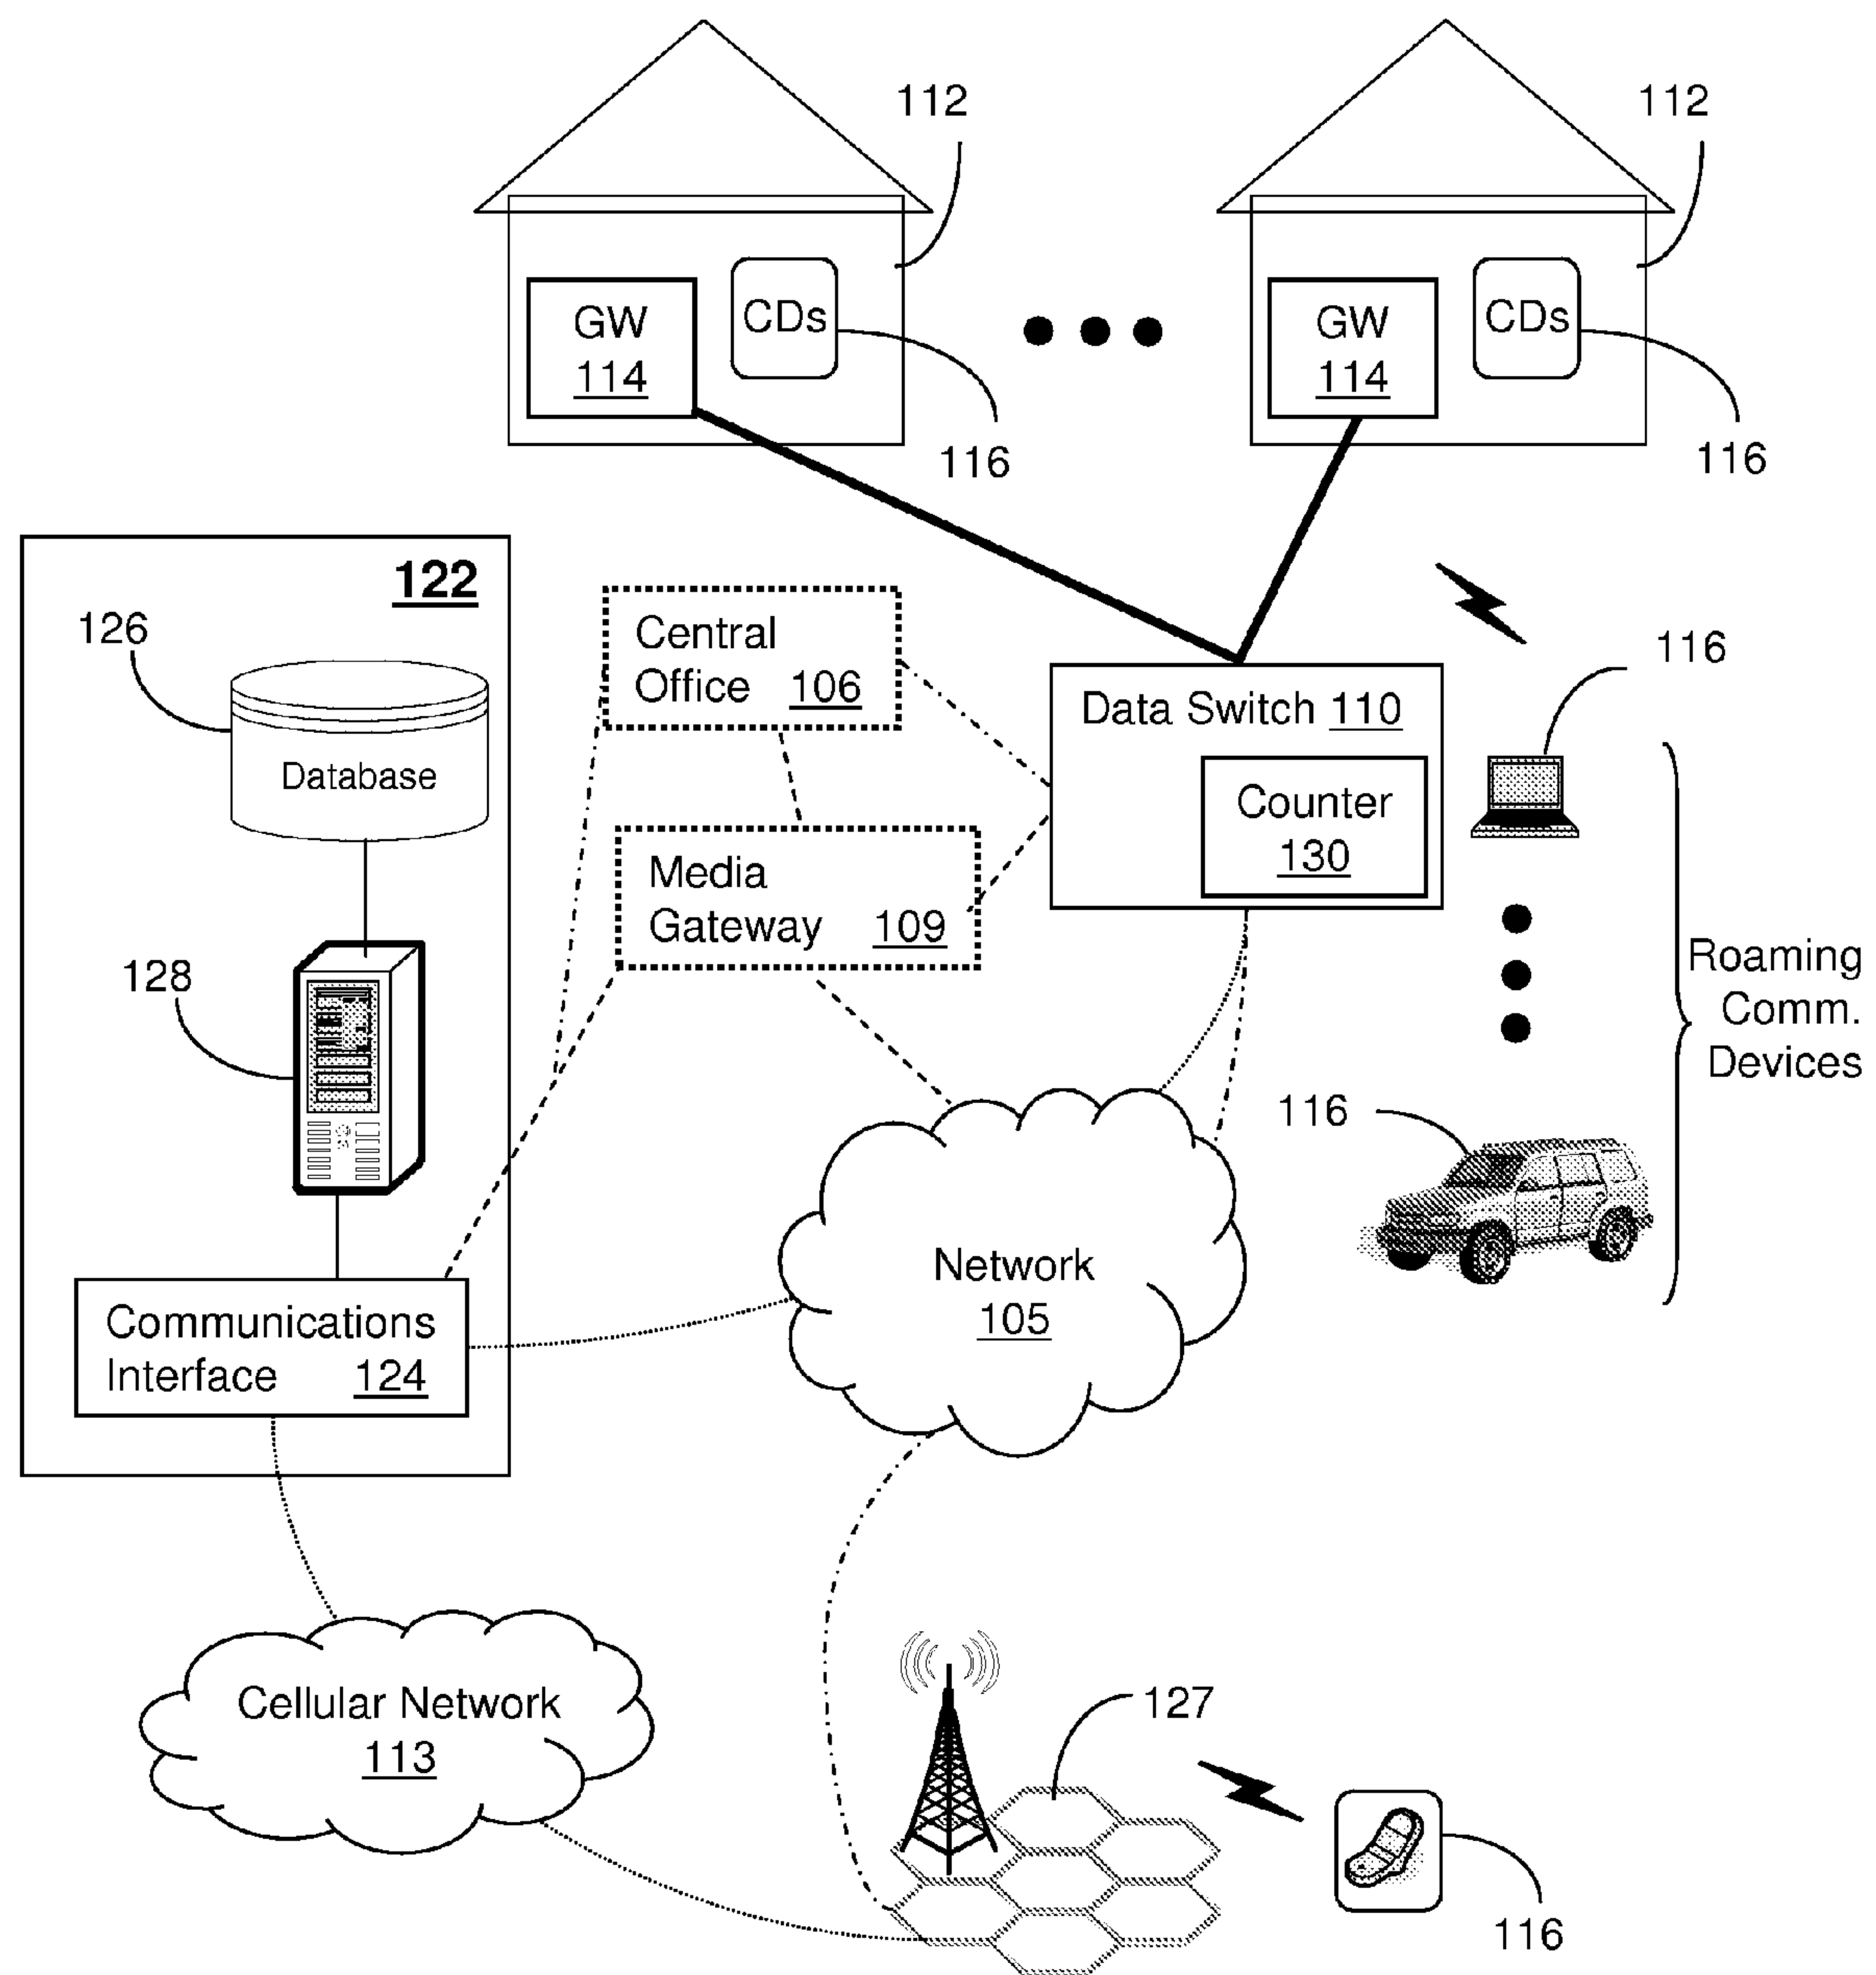 112
112
GW
114
CDs
GW
114
CDs
116
116
122
126
Database
128
Communications
Interface 124
Central
Office 106
Media
Gateway 109
Data Switch 110
Counter
130
116
Roaming
Comm.
Devices
116
Network
105
Cellular Network
113
127
116